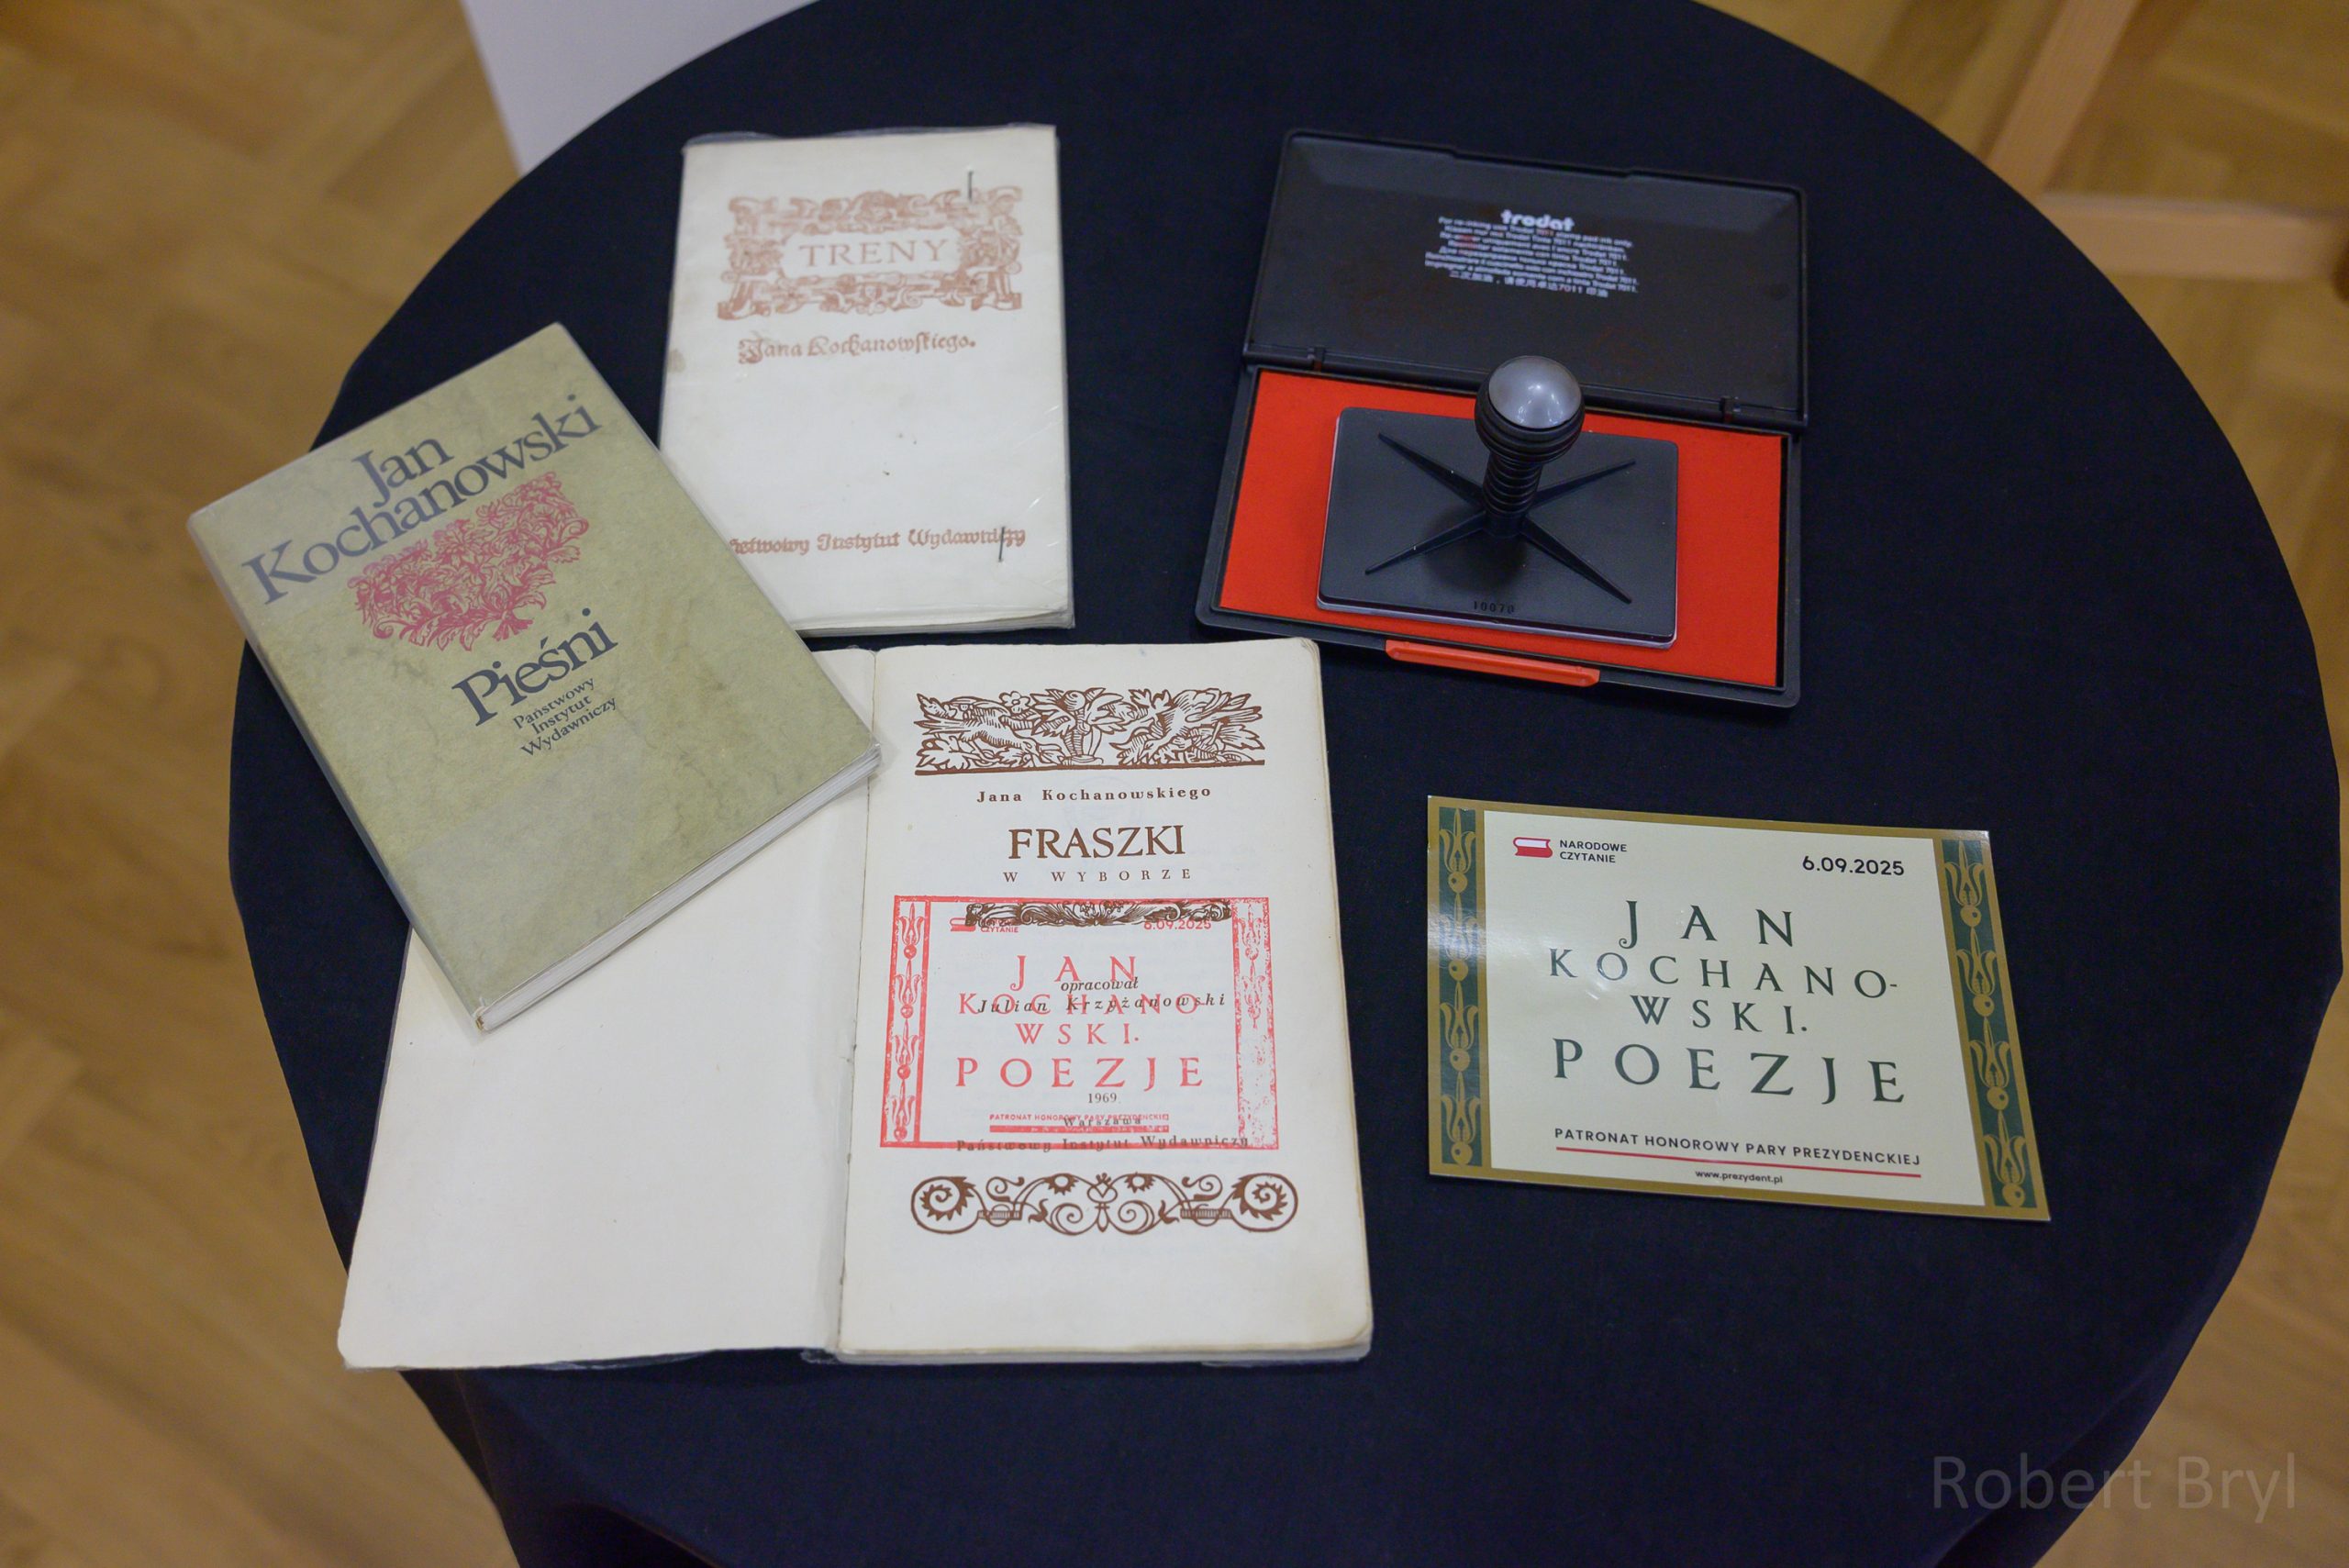 TRENY
Jana Kochanowskiego.
Instytut Wydawniczy
Jan
Kochanowski
Pieśni
Państwowy
Instytut
Wydawniczy
trodat
10070
Jana Kochanowskiego
FRASZKI
W WYBORZE
CZYTANIE
6.09.2025
JAN
opracował
KOCHANO
Julian Krzyżanowski
WSKI.
POEZJE
1969
PATRONAT HONOROWY PARY PREZYDENCKIEJ
Warszawa
Państwowy Instytut Wydawniczy
NARODOWE
CZYTANIE
6.09.2025
JAN
KOCHANO-
WSKI.
POEZJE
PATRONAT HONOROWY PARY PREZYDENCKIEJ
www.prezydent.pl
Robert Bryl